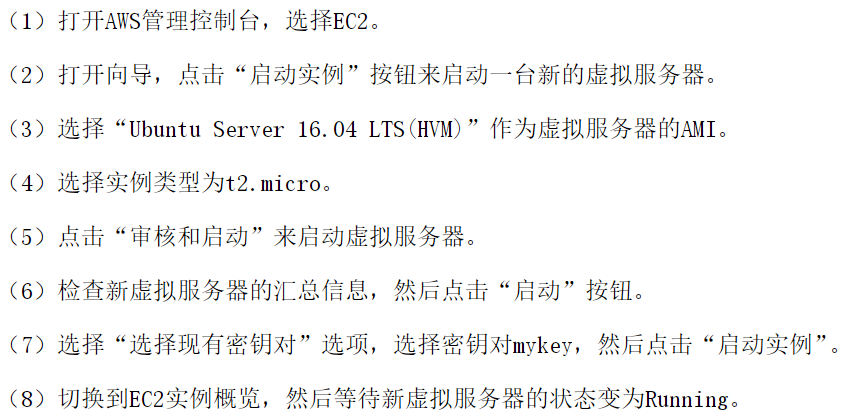 （1）打开AWS管理控制台，选择EC2。
（2）打开向导，点击“启动实例”按钮来启动一台新的虚拟服务器。
（3）选择“Ubuntu Server 16.04 LTS(HVM)”作为虚拟服务器的AMI。
（4）选择实例类型为t2.micro。
（5）点击“审核和启动”来启动虚拟服务器。
（6）检查新虚拟服务器的汇总信息，然后点击“启动”按钮。
（7）选择“选择现有密钥对”选项，选择密钥对mykey，然后点击“启动实例”。
（8）切换到EC2实例概览，然后等待新虚拟服务器的状态变为Running。